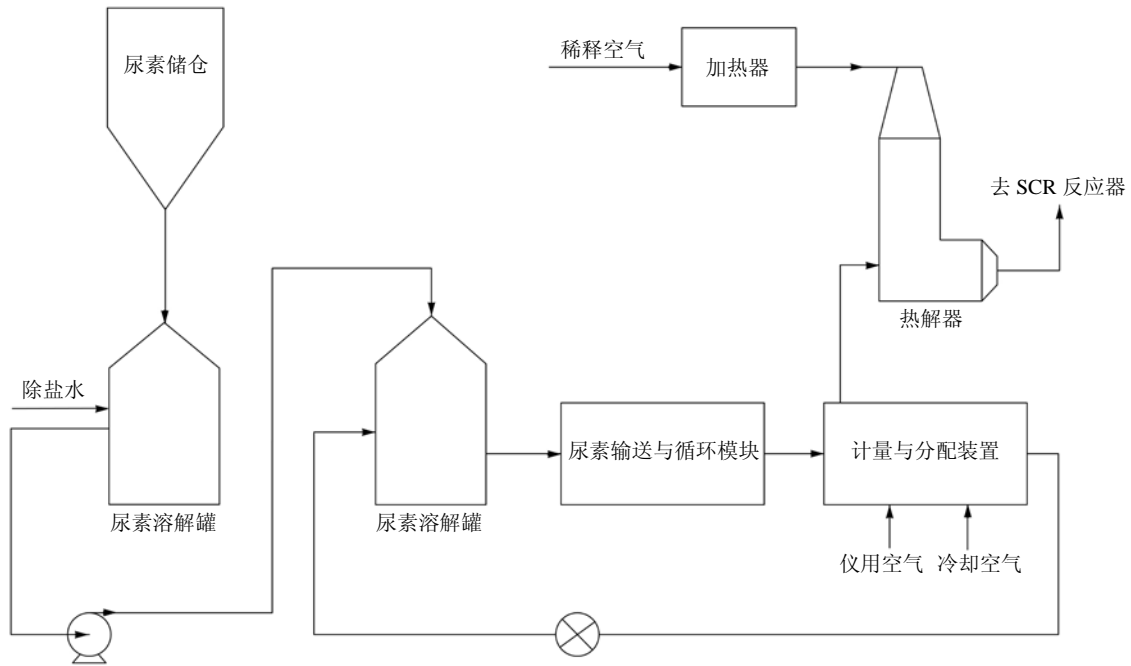 尿素储仓
稀释空气
加热器
去 SCR 反应器
热解器
除盐水
尿素输送与循环模块
计量与分配装置
尿素溶解罐
尿素溶解罐
仪用空气
冷却空气